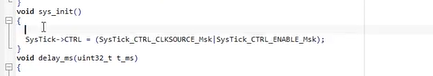 }
void sys_init()
{
SysTick->CTRL = (SysTick_CTRL_CLKSOURCE_Msk|SysTick_CTRL_ENABLE_Msk);
}
void delay_ms(uint32_t t_ms)
{